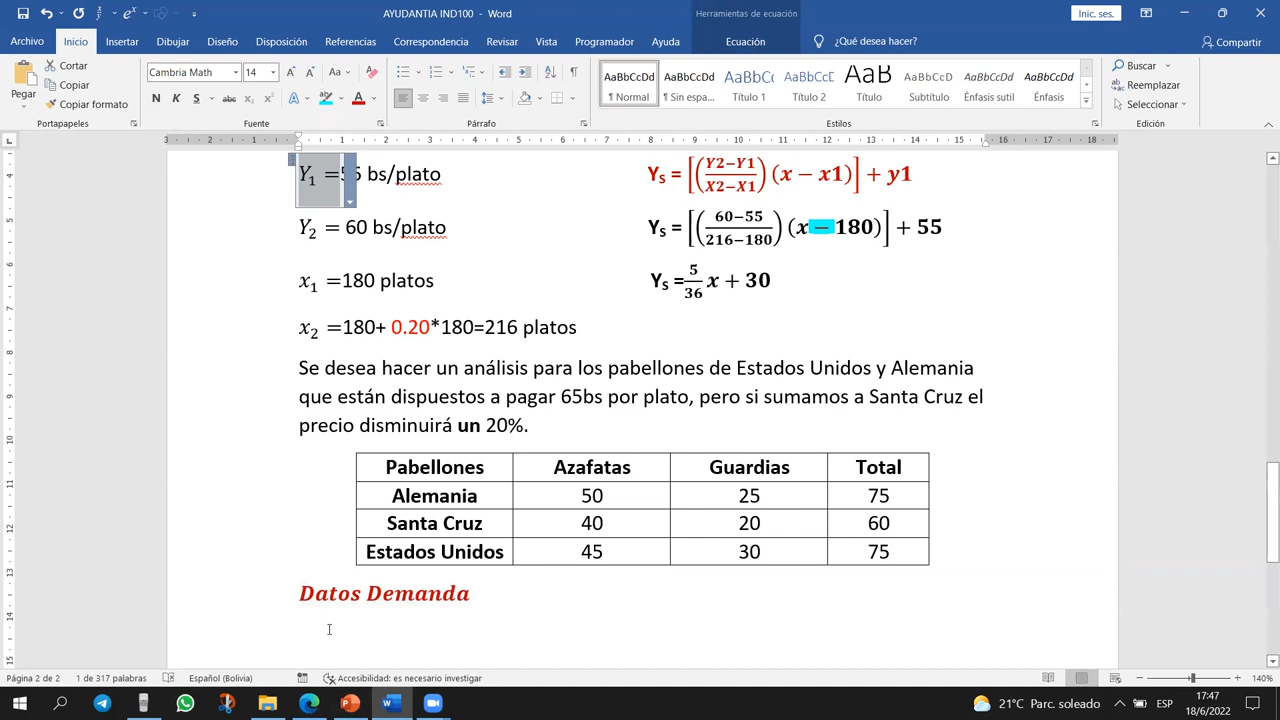 AYUDANTIA IND100 - Word
Herramientas de ecuación
Inic. ses.
Archivo Inicio Insertar Dibujar Diseño Disposición Referencias Correspondencia Revisar Vista Programador Ayuda Ecuación ¿Qué desea hacer? Compartir
Pegar
Cortar
Copiar
Copiar formato
Portapapeles
Cambria Math 14
Fuente
Párrafo
AaBbCcDd AaBbCcDd AaBbCc AaBbCcD AaB AaBbCcD AaBbCcDd AaBbCcDd
¶ Normal ¶ Sin espa... Título 1 Título 2 Título Subtítulo Énfasis sutil Énfasis
Estilos
Buscar
Reemplazar
Seleccionar
Edición
Y1 =55 bs/plato
Ys = [((Y2−Y1)/(X2−X1)) (x − x1)] + y1
Y2 = 60 bs/plato
Ys = [((60−55)/(216−180)) (x − 180)] + 55
x1 =180 platos
Ys =5/36 x + 30
x2 =180+ 0.20*180=216 platos
Se desea hacer un análisis para los pabellones de Estados Unidos y Alemania
que están dispuestos a pagar 65bs por plato, pero si sumamos a Santa Cruz el
precio disminuirá un 20%.
Pabellones Azafatas Guardias Total
Alemania 50 25 75
Santa Cruz 40 20 60
Estados Unidos 45 30 75
Datos Demanda
Página 2 de 2 1 de 317 palabras Español (Bolivia) Accesibilidad: es necesario investigar 140%
21°C Parc. soleado ESP 17:47
18/6/2022